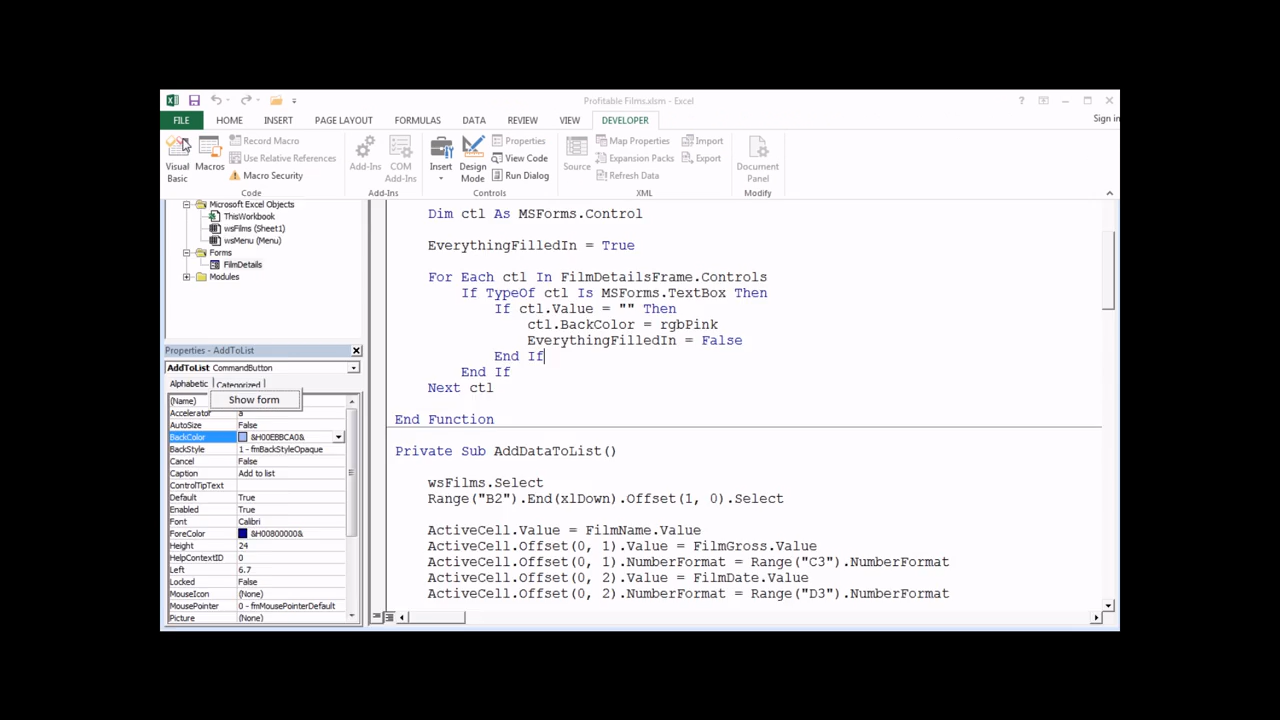 Profitable Films.xlsm - Excel
?
FILE HOME INSERT PAGE LAYOUT FORMULAS DATA REVIEW VIEW DEVELOPER Sign in
Visual Basic
Macros
Record Macro
Use Relative References
Macro Security
Code
Add-Ins
COM Add-Ins
Add-Ins
Insert
Design Mode
Properties
View Code
Run Dialog
Controls
Source
Map Properties
Expansion Packs
Refresh Data
Import
Export
XML
Document Panel
Modify
Microsoft Excel Objects
ThisWorkbook
wsFilms (Sheet1)
wsMenu (Menu)
Forms
FilmDetails
Modules
Properties - AddToList
AddToList CommandButton
Alphabetic Categorized
Show form
(Name)
Accelerator a
AutoSize False
BackColor &H00EBBCA0&
BackStyle 1 - fmBackStyleOpaque
Cancel False
Caption Add to list
ControlTipText
Default True
Enabled True
Font Calibri
ForeColor &H00800000&
Height 24
HelpContextID 0
Left 6.7
Locked False
MouseIcon (None)
MousePointer 0 - fmMousePointerDefault
Picture (None)
Dim ctl As MSForms.Control
EverythingFilledIn = True
For Each ctl In FilmDetailsFrame.Controls
If TypeOf ctl Is MSForms.TextBox Then
If ctl.Value = "" Then
ctl.BackColor = rgbPink
EverythingFilledIn = False
End If
End If
Next ctl
End Function
Private Sub AddDataToList()
wsFilms.Select
Range("B2").End(xlDown).Offset(1, 0).Select
ActiveCell.Value = FilmName.Value
ActiveCell.Offset(0, 1).Value = FilmGross.Value
ActiveCell.Offset(0, 1).NumberFormat = Range("C3").NumberFormat
ActiveCell.Offset(0, 2).Value = FilmDate.Value
ActiveCell.Offset(0, 2).NumberFormat = Range("D3").NumberFormat